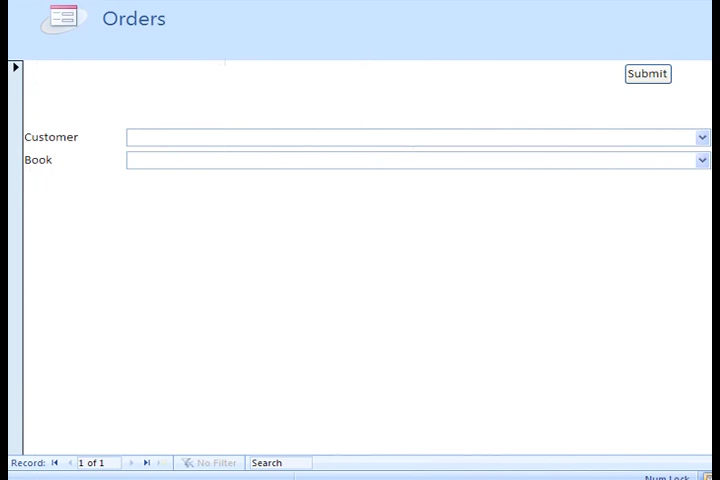 Orders
Submit
Customer
Book
Record: 1 of 1 No Filter Search
Num Lock